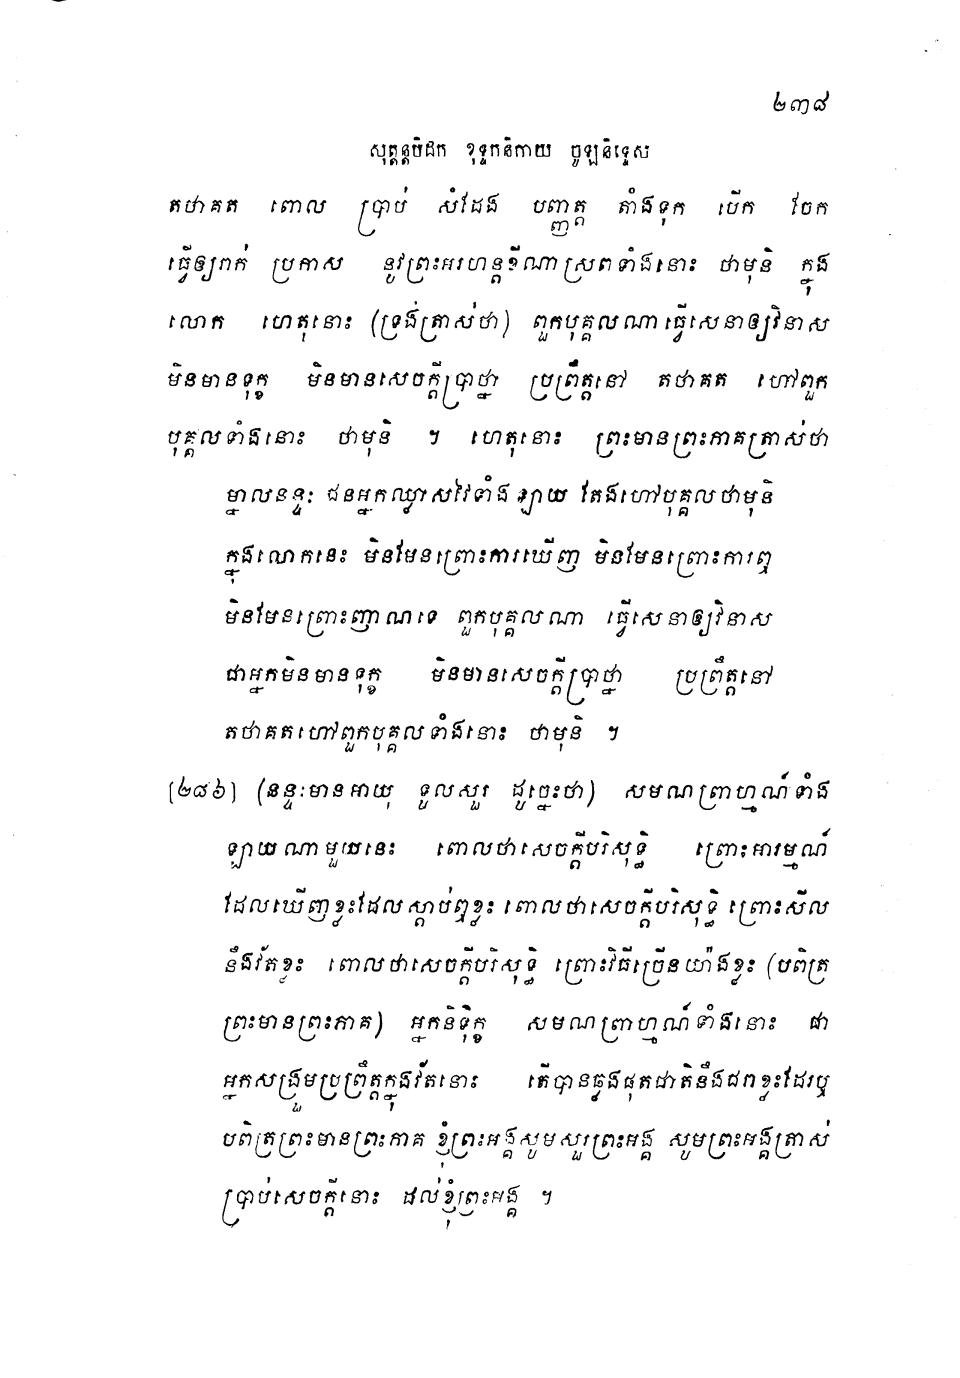 ២៣៨
សុត្តន្តបិដក ខុទ្ទកនិកាយ ចូឡនិទ្ទេស
តថាគត ពោល ប្រាប់ សំដែង បញ្ញាត្ត តាំងទុក បើក ចែក
ធ្វើឲ្យរាក់ ប្រកាស នូវព្រះអរហន្តខីណាស្រពទាំងនោះ ថាមុនិ ក្នុង
លោក ហេតុនោះ (ទ្រង់ត្រាស់ថា) ពួកបុគ្គលណាធ្វើសេនាឲ្យវិនាស
មិនមានទុក្ខ មិនមានសេចក្តីប្រាថ្នា ប្រព្រឹត្តនៅ តថាគត ហៅពួក
បុគ្គលទាំងនោះ ថាមុនិ ។ ហេតុនោះ ព្រះមានព្រះភាគត្រាស់ថា
ម្នាលនន្ទៈ ជនអ្នកឈ្លាសវៃទាំងឡាយ តែងហៅបុគ្គលថាមុនិ
ក្នុងលោកនេះ មិនមែនព្រោះការឃើញ មិនមែនព្រោះការឮ
មិនមែនព្រោះញាណទេ ពួកបុគ្គលណា ធ្វើសេនាឲ្យវិនាស
ជាអ្នកមិនមានទុក្ខ មិនមានសេចក្តីប្រាថ្នា ប្រព្រឹត្តនៅ
តថាគតហៅពួកបុគ្គលទាំងនោះ ថាមុនិ ។
[២៨៦] (នន្ទៈមានអាយុ ទូលសួរ ដូច្នេះថា) សមណព្រាហ្មណ៍ទាំង
ឡាយណាមួយនេះ ពោលថាសេចក្តីបរិសុទ្ធិ ព្រោះអារម្មណ៍
ដែលឃើញខ្លះដែលស្តាប់ឮខ្លះ ពោលថាសេចក្តីបរិសុទ្ធិ ព្រោះសីល
នឹងវ័តខ្លះ ពោលថាសេចក្តីបរិសុទ្ធិ ព្រោះវិធីច្រើនយ៉ាងខ្លះ (បពិត្រ
ព្រះមានព្រះភាគ) អ្នកនិទ៌ុក្ខ សមណព្រាហ្មណ៍ទាំងនោះ ជា
អ្នកសង្រួមប្រព្រឹត្តក្នុងវ័តនោះ តើបានឆ្លងផុតជាតិនឹងជរាខ្លះដែរឬ
បពិត្រព្រះមានព្រះភាគ ខ្ញុំព្រះអង្គសូមសួរព្រះអង្គ សូមព្រះអង្គត្រាស់
ប្រាប់សេចក្តីនោះ ដល់ខ្ញុំព្រះអង្គ ។